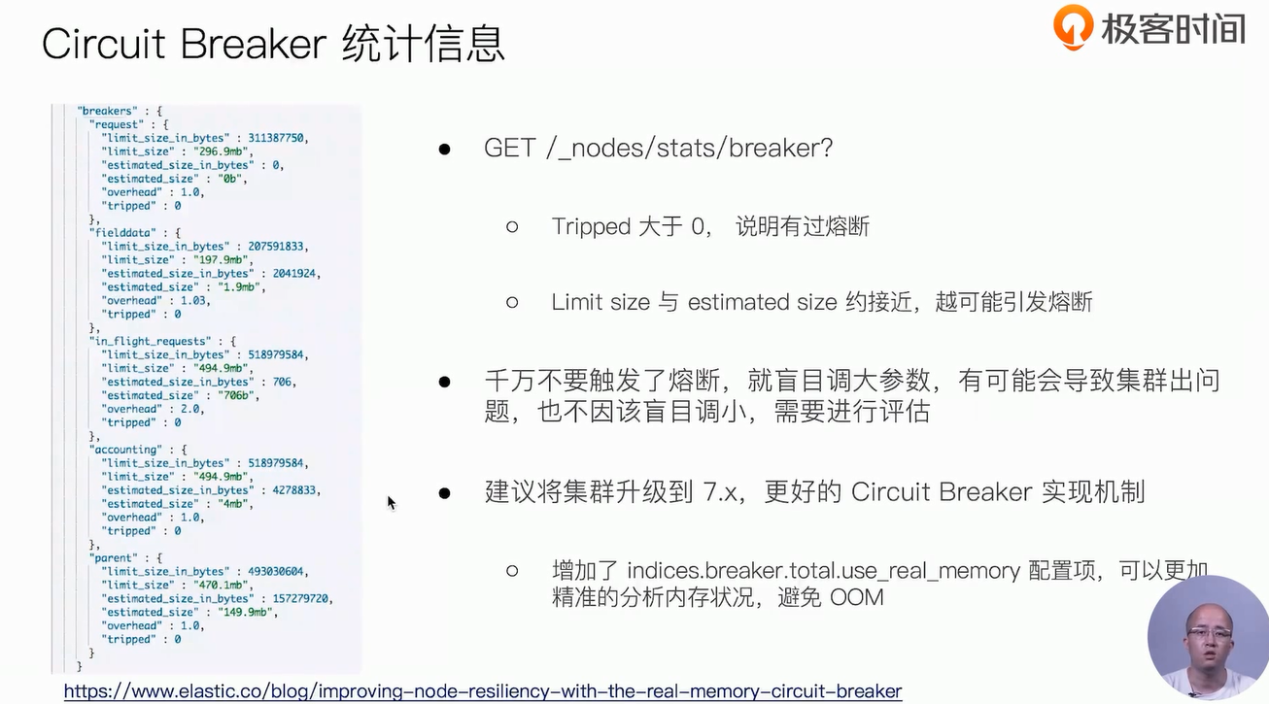 Circuit Breaker 统计信息
极客时间
"breakers" : {
"request" : {
"limit_size_in_bytes" : 311387750,
"limit_size" : "296.9mb",
"estimated_size_in_bytes" : 0,
"estimated_size" : "0b",
"overhead" : 1.0,
"tripped" : 0
},
"fielddata" : {
"limit_size_in_bytes" : 207591833,
"limit_size" : "197.9mb",
"estimated_size_in_bytes" : 2041924,
"estimated_size" : "1.9mb",
"overhead" : 1.03,
"tripped" : 0
},
"in_flight_requests" : {
"limit_size_in_bytes" : 518979584,
"limit_size" : "494.9mb",
"estimated_size_in_bytes" : 706,
"estimated_size" : "706b",
"overhead" : 2.0,
"tripped" : 0
},
"accounting" : {
"limit_size_in_bytes" : 518979584,
"limit_size" : "494.9mb",
"estimated_size_in_bytes" : 4278833,
"estimated_size" : "4mb",
"overhead" : 1.0,
"tripped" : 0
},
"parent" : {
"limit_size_in_bytes" : 493030604,
"limit_size" : "470.1mb",
"estimated_size_in_bytes" : 157279720,
"estimated_size" : "149.9mb",
"overhead" : 1.0,
"tripped" : 0
}
}
● GET /_nodes/stats/breaker?
○ Tripped 大于 0， 说明有过熔断
○ Limit size 与 estimated size 约接近，越可能引发熔断
● 千万不要触发了熔断，就盲目调大参数，有可能会导致集群出问
题，也不因该盲目调小，需要进行评估
● 建议将集群升级到 7.x，更好的 Circuit Breaker 实现机制
○ 增加了 indices.breaker.total.use_real_memory 配置项，可以更加
精准的分析内存状况，避免 OOM
https://www.elastic.co/blog/improving-node-resiliency-with-the-real-memory-circuit-breaker